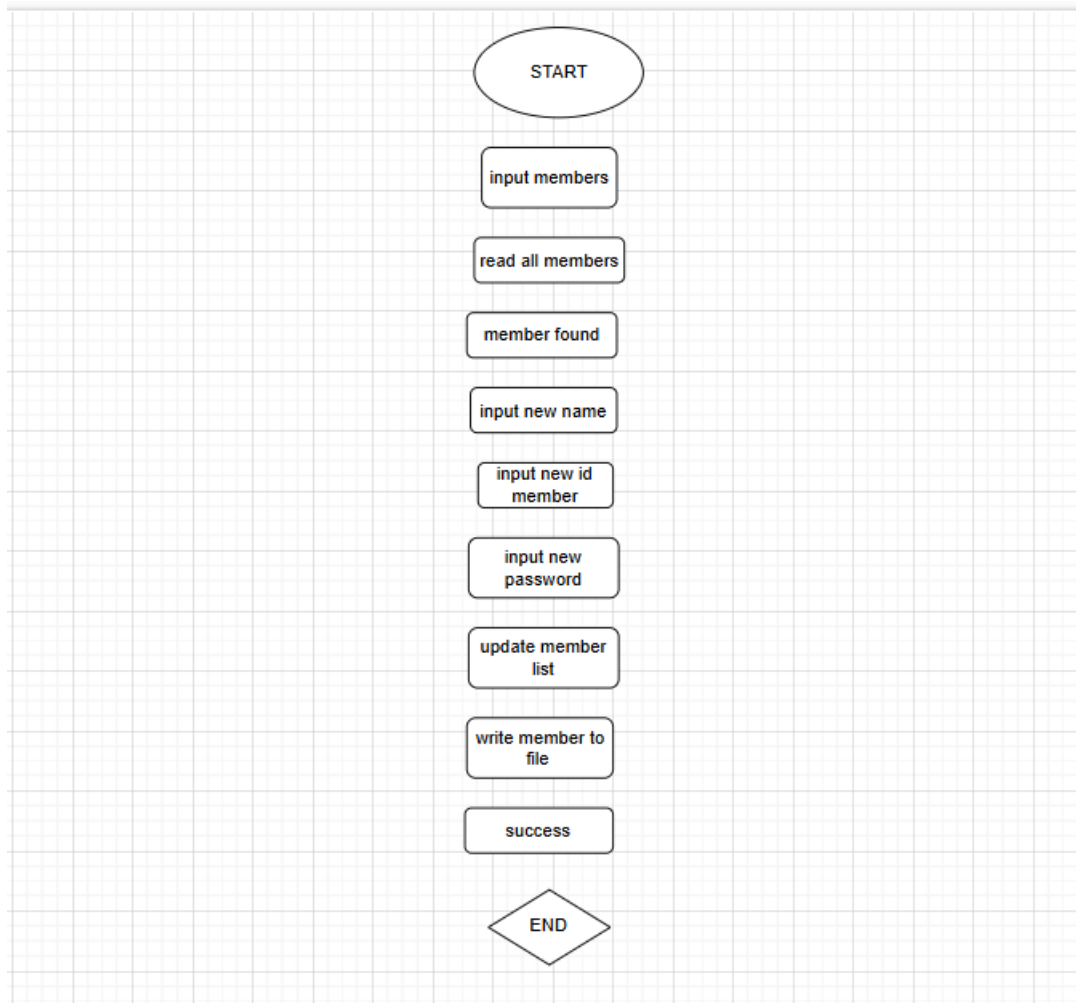 START
input members
read all members
member found
input new name
input new id
member
input new
password
update member
list
write member to
file
success
END